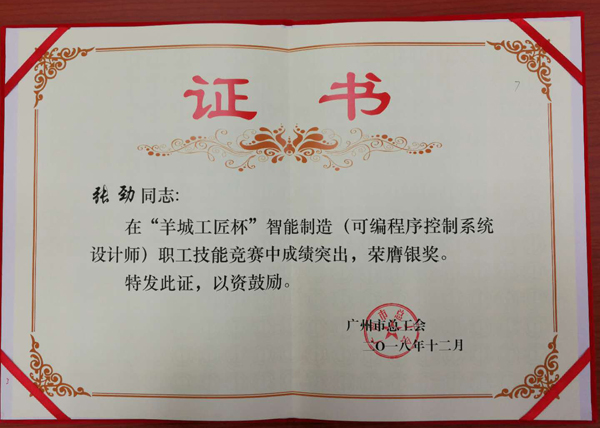 证 书
7
张劲同志:
在“羊城工匠杯”智能制造(可编程序控制系统
设计师)职工技能竞赛中成绩突出,荣膺银奖。
特发此证,以资鼓励。
广州市总工会
二〇一八年十二月